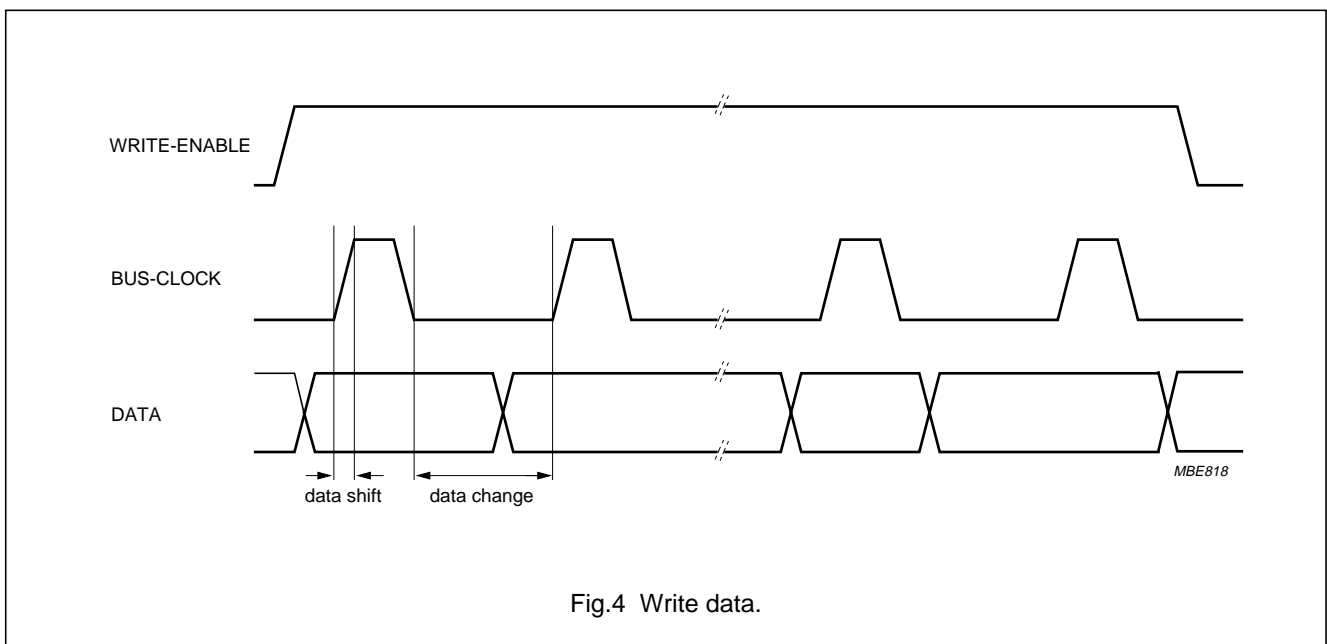 WRITE-ENABLE
BUS-CLOCK
DATA
MBE818
data shift
data change
Fig.4 Write data.